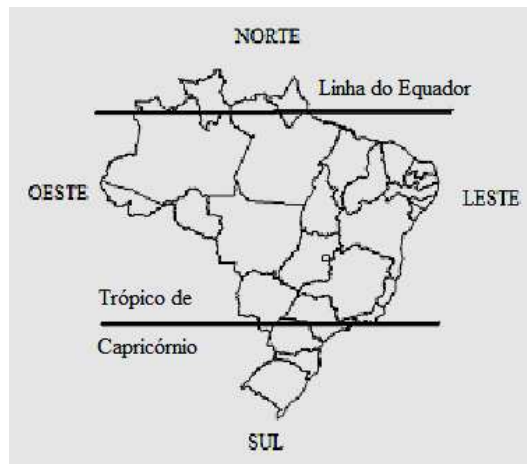 NORTE
Linha do Equador
OESTE
LESTE
Trópico de
Capricórnio
SUL